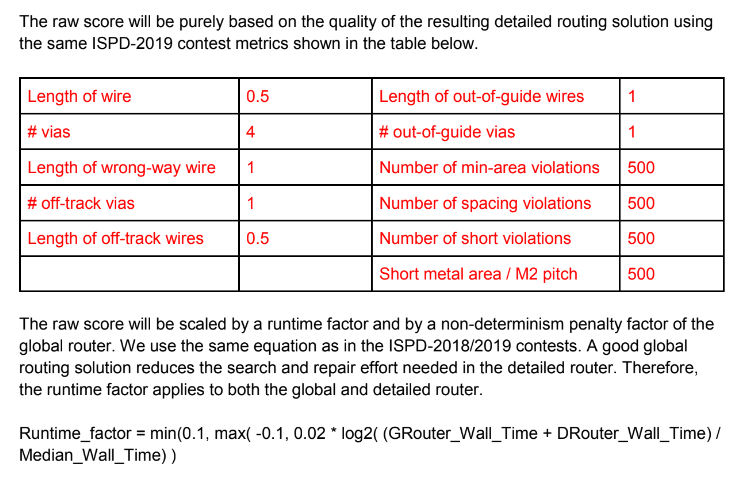 The raw score will be purely based on the quality of the resulting detailed routing solution using
the same ISPD-2019 contest metrics shown in the table below.
Length of wire 0.5 Length of out-of-guide wires 1
# vias 4 # out-of-guide vias 1
Length of wrong-way wire 1 Number of min-area violations 500
# off-track vias 1 Number of spacing violations 500
Length of off-track wires 0.5 Number of short violations 500
Short metal area / M2 pitch 500
The raw score will be scaled by a runtime factor and by a non-determinism penalty factor of the
global router. We use the same equation as in the ISPD-2018/2019 contests. A good global
routing solution reduces the search and repair effort needed in the detailed router. Therefore,
the runtime factor applies to both the global and detailed router.
Runtime_factor = min(0.1, max( -0.1, 0.02 * log2( (GRouter_Wall_Time + DRouter_Wall_Time) /
Median_Wall_Time) )